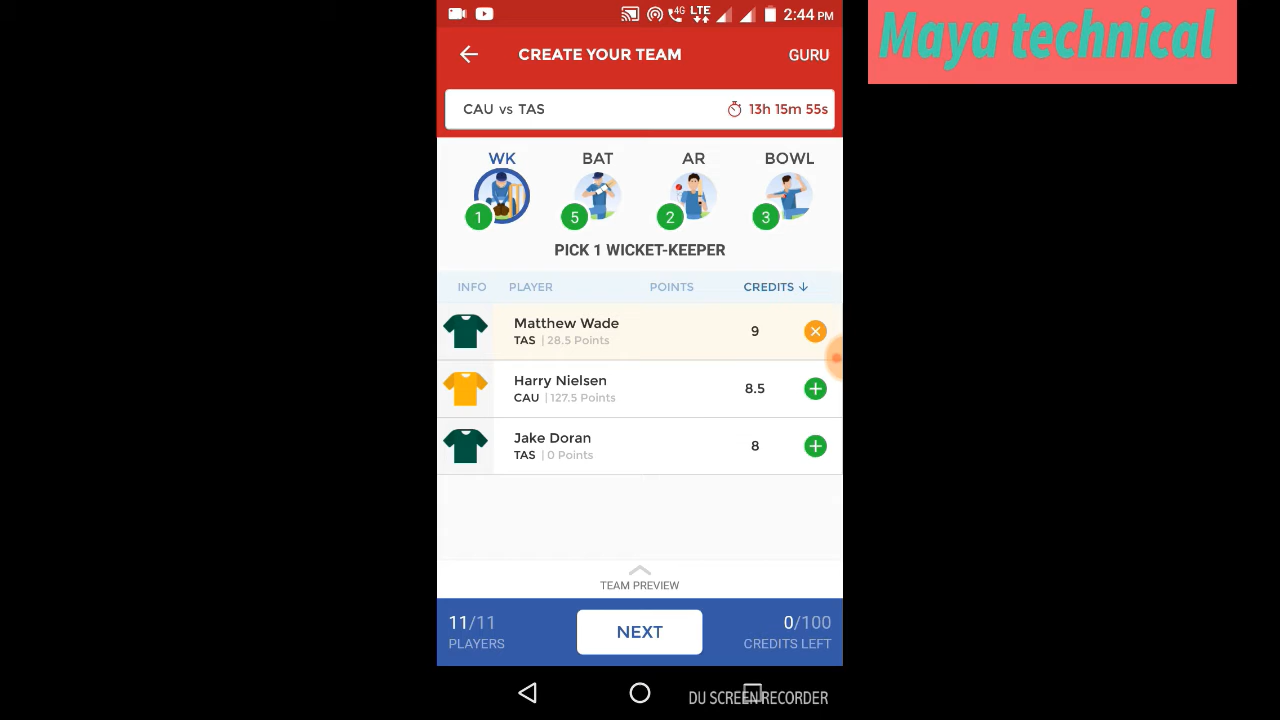 4G LTE 2:44 PM
Maya technical
CREATE YOUR TEAM GURU
CAU vs TAS 13h 15m 55s
WK BAT AR BOWL
1 5 2 3
PICK 1 WICKET-KEEPER
INFO PLAYER POINTS CREDITS ↓
Matthew Wade 9
TAS | 28.5 Points
Harry Nielsen 8.5
CAU | 127.5 Points
Jake Doran 8
TAS | 0 Points
TEAM PREVIEW
11/11 NEXT 0/100
PLAYERS CREDITS LEFT
DU SCREEN RECORDER